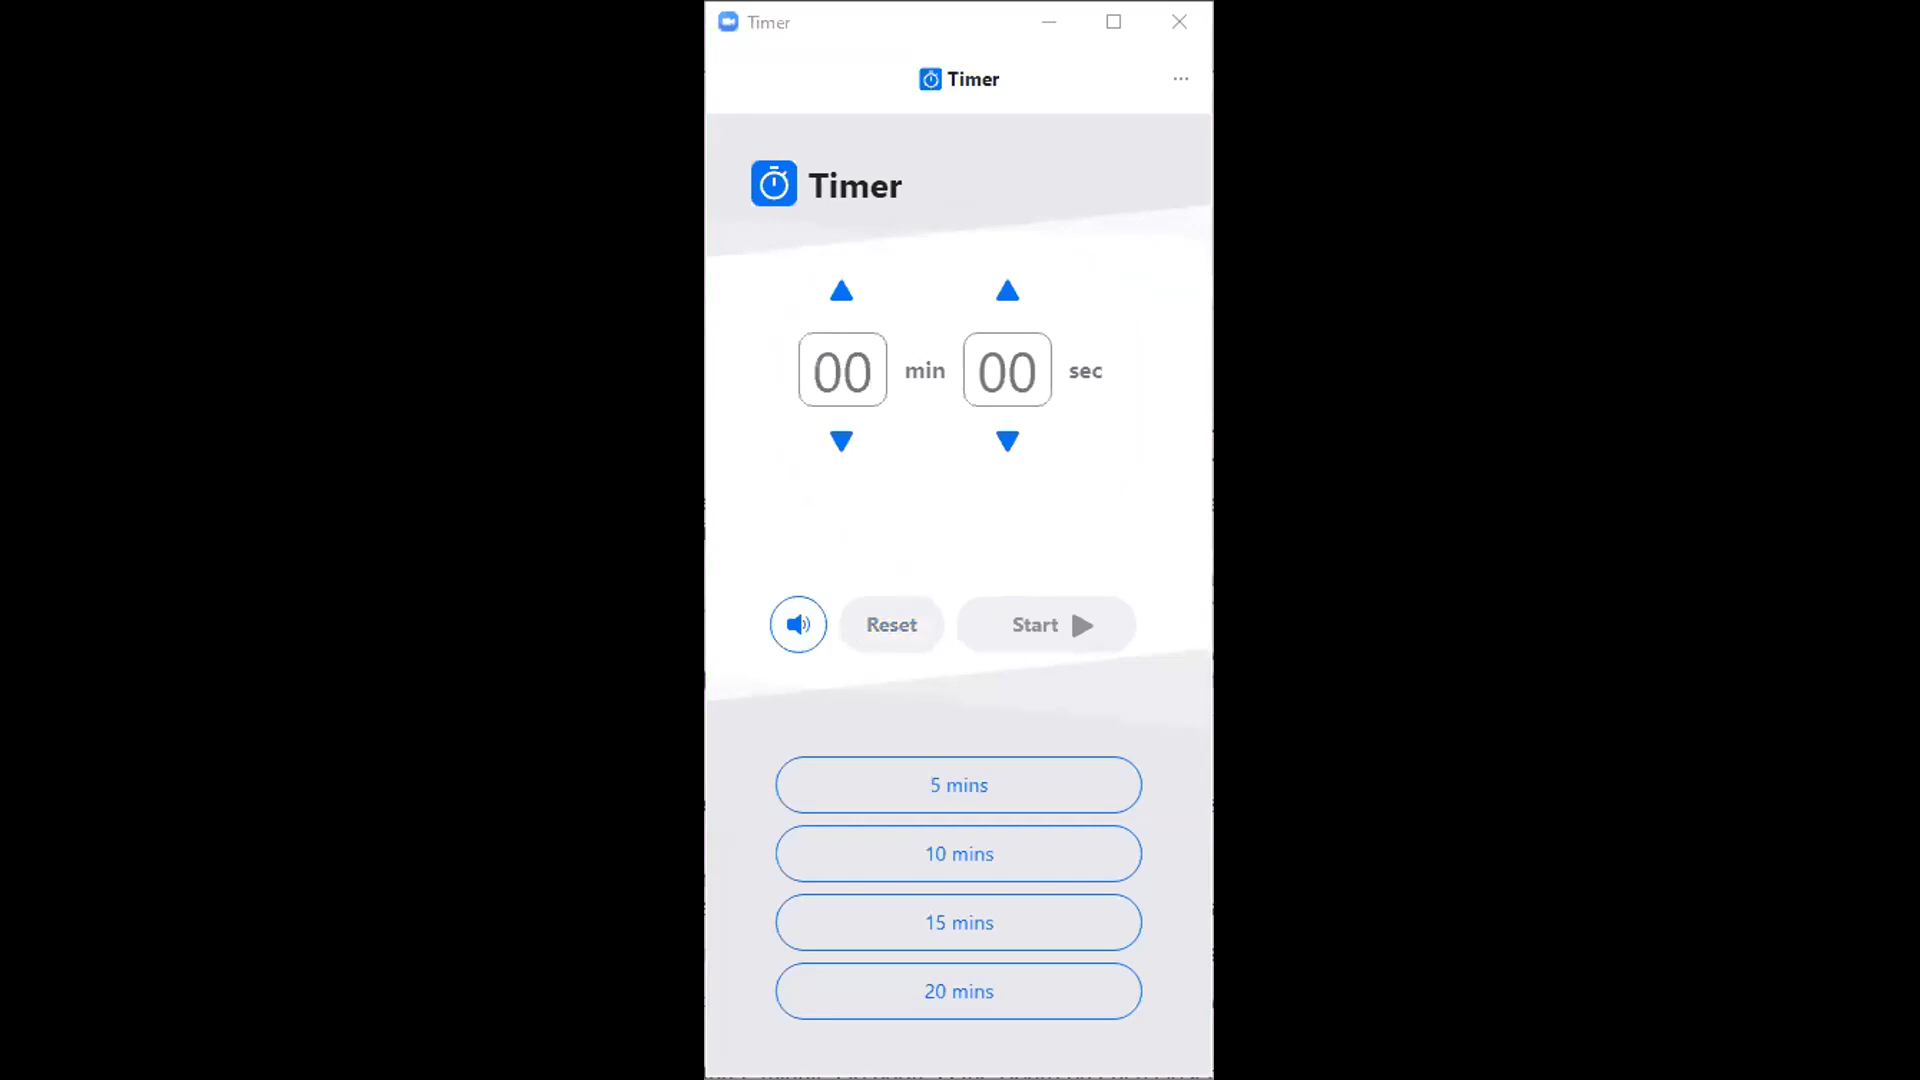 Timer
Timer
Timer
00 min 00 sec
Reset Start
5 mins
10 mins
15 mins
20 mins